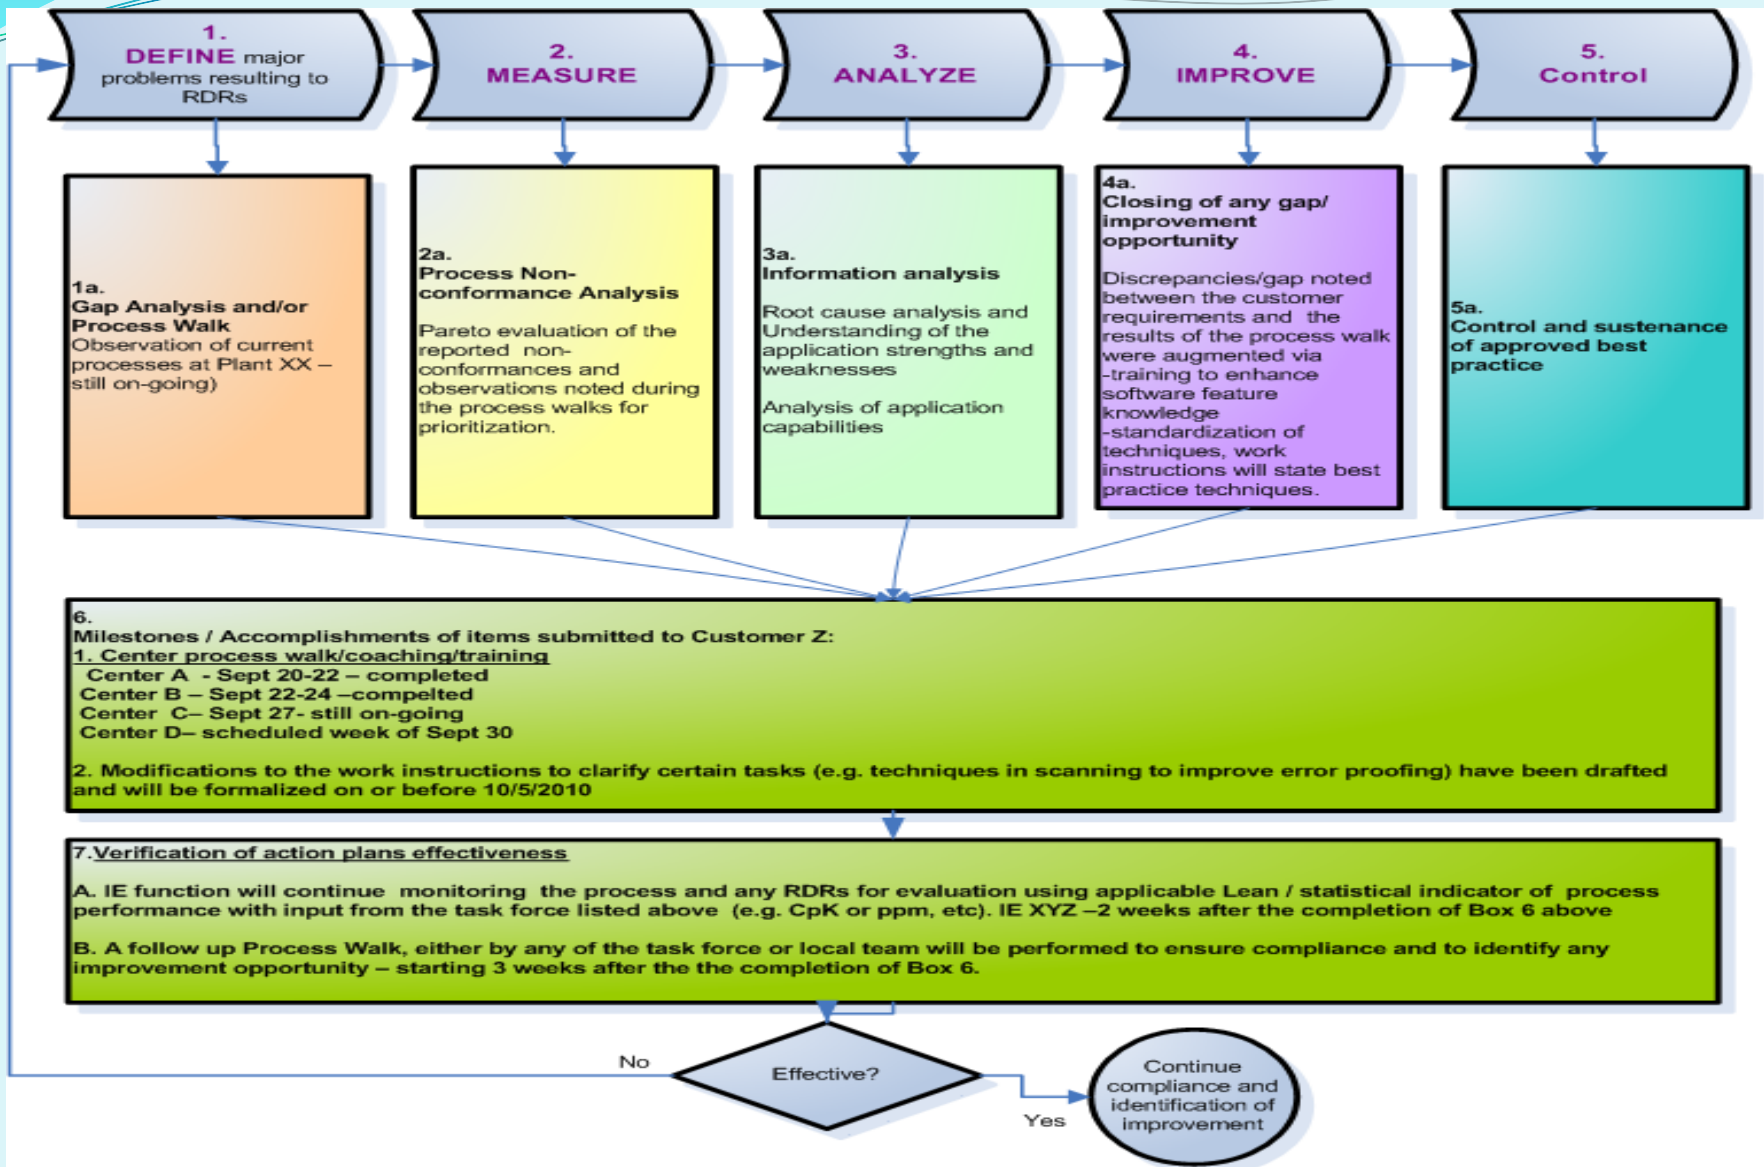 1.
DEFINE major
problems resulting to
RDRs
2.
MEASURE
3.
ANALYZE
4.
IMPROVE
5.
Control
1a.
Gap Analysis and/or
Process Walk
Observation of current
processes at Plant XX –
still on-going)
2a.
Process Non-
conformance Analysis
Pareto evaluation of the
reported non-
conformances and
observations noted during
the process walks for
prioritization.
3a.
Information analysis
Root cause analysis and
Understanding of the
application strengths and
weaknesses
Analysis of application
capabilities
4a.
Closing of any gap/
improvement
opportunity
Discrepancies/gap noted
between the customer
requirements and the
results of the process walk
were augmented via
-training to enhance
software feature
knowledge
-standardization of
techniques, work
instructions will state best
practice techniques.
5a.
Control and sustenance
of approved best
practice
6.
Milestones / Accomplishments of items submitted to Customer Z:
1. Center process walk/coaching/training
Center A - Sept 20-22 – completed
Center B – Sept 22-24 –compelted
Center C– Sept 27- still on-going
Center D– scheduled week of Sept 30
2. Modifications to the work instructions to clarify certain tasks (e.g. techniques in scanning to improve error proofing) have been drafted
and will be formalized on or before 10/5/2010
7.Verification of action plans effectiveness
A. IE function will continue monitoring the process and any RDRs for evaluation using applicable Lean / statistical indicator of process
performance with input from the task force listed above (e.g. CpK or ppm, etc). IE XYZ –2 weeks after the completion of Box 6 above
B. A follow up Process Walk, either by any of the task force or local team will be performed to ensure compliance and to identify any
improvement opportunity – starting 3 weeks after the the completion of Box 6.
No
Effective?
Yes
Continue
compliance and
identification of
improvement